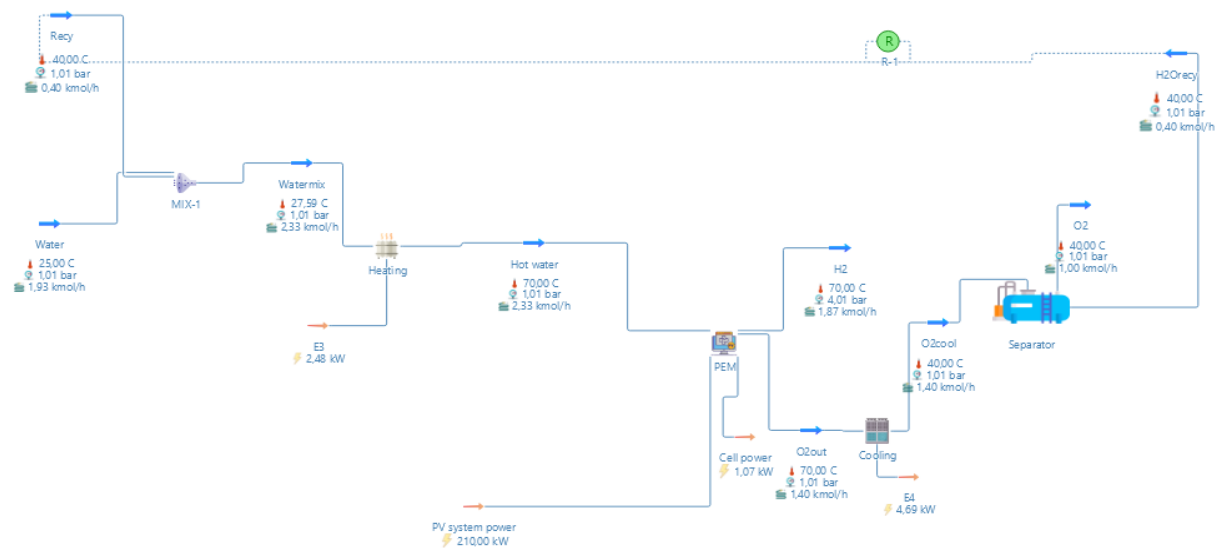 Recy
40,00 C
1,01 bar
0,40 kmol/h
R
R-1
H2Orecy
40,00 C
1,01 bar
0,40 kmol/h
MIX-1
Watermix
27,59 C
1,01 bar
2,33 kmol/h
Water
25,00 C
1,01 bar
1,93 kmol/h
Heating
Hot water
70,00 C
1,01 bar
2,33 kmol/h
E3
2,48 kW
H2
70,00 C
4,01 bar
1,87 kmol/h
O2
40,00 C
1,01 bar
1,00 kmol/h
PEM
O2cool
40,00 C
1,01 bar
1,40 kmol/h
Separator
Cell power
1,07 kW
O2out
70,00 C
1,01 bar
1,40 kmol/h
Cooling
E4
4,69 kW
PV system power
210,00 kW